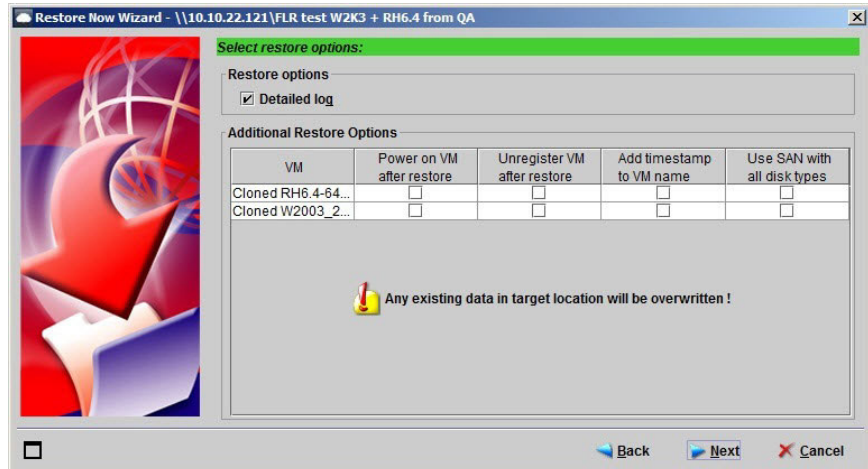 Restore Now Wizard - \\10.10.22.121\FLR test W2K3 + RH6.4 from QA
Select restore options:
Restore options
Detailed log
Additional Restore Options
VM
Power on VM
after restore
Unregister VM
after restore
Add timestamp
to VM name
Use SAN with
all disk types
Cloned RH6.4-64...
Cloned W2003_2...
Any existing data in target location will be overwritten !
Back
Next
Cancel